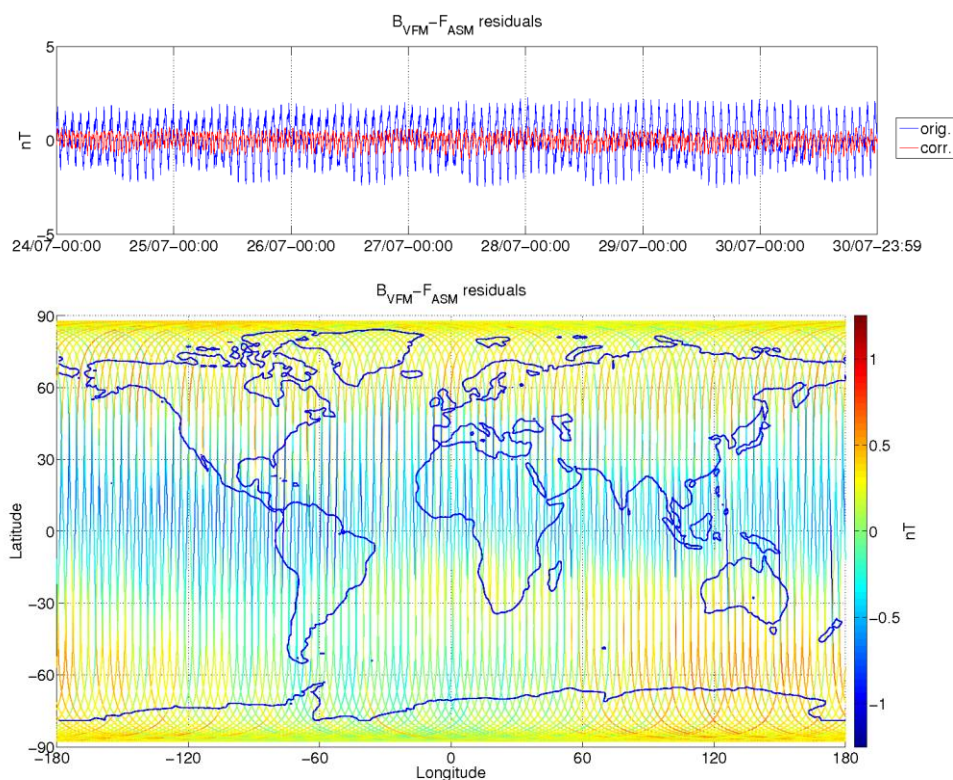 B_VFM−F_ASM residuals
5
0
−5
nT
24/07−00:00 25/07−00:00 26/07−00:00 27/07−00:00 28/07−00:00 29/07−00:00 30/07−00:00 30/07−23:59
orig.
corr.
B_VFM−F_ASM residuals
90
60
30
0
−30
−60
−90
Latitude
−180 −120 −60 0 60 120 180
Longitude
1
0.5
0
−0.5
−1
nT